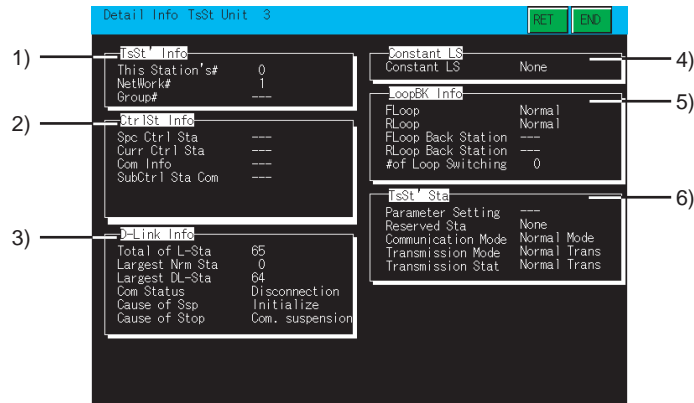 Detail Info TsSt Unit 3
RET END
1)
TsSt' Info
This Station's# 0
NetWork# 1
Group# ---
2)
CtrlSt Info
Spc Ctrl Sta ---
Curr Ctrl Sta ---
Com Info ---
SubCtrl Sta Com ---
3)
D-Link Info
Total of L-Sta 65
Largest Nrm Sta 0
Largest DL-Sta 64
Com Status Disconnection
Cause of Ssp Initialize
Cause of Stop Com. suspension
Constant LS
Constant LS None
4)
LoopBK Info
5)
FLoop Normal
RLoop Normal
FLoop Back Station ---
RLoop Back Station ---
#of Loop Switching 0
TsSt' Sta
6)
Parameter Setting ---
Reserved Sta None
Communication Mode Normal Mode
Transmission Mode Normal Trans
Transmission Stat Normal Trans